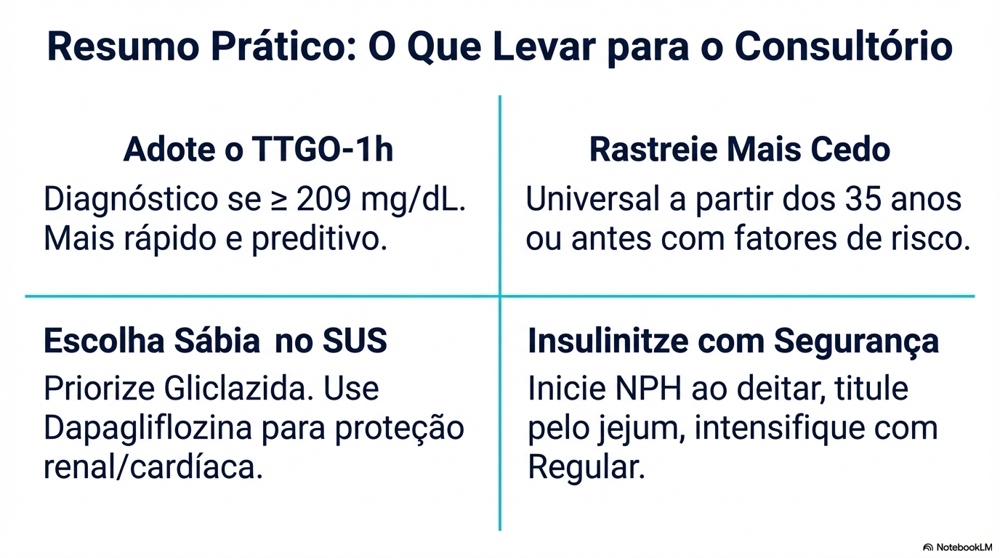 Resumo Prático: O Que Levar para o Consultório
Adote o TTGO-1h
Diagnóstico se ≥ 209 mg/dL.
Mais rápido e preditivo.
Rastreie Mais Cedo
Universal a partir dos 35 anos
ou antes com fatores de risco.
Escolha Sábia no SUS
Priorize Gliclazida. Use
Dapagliflozina para proteção
renal/cardíaca.
Insulinitze com Segurança
Inicie NPH ao deitar, titule
pelo jejum, intensifique com
Regular.
NotebookLM